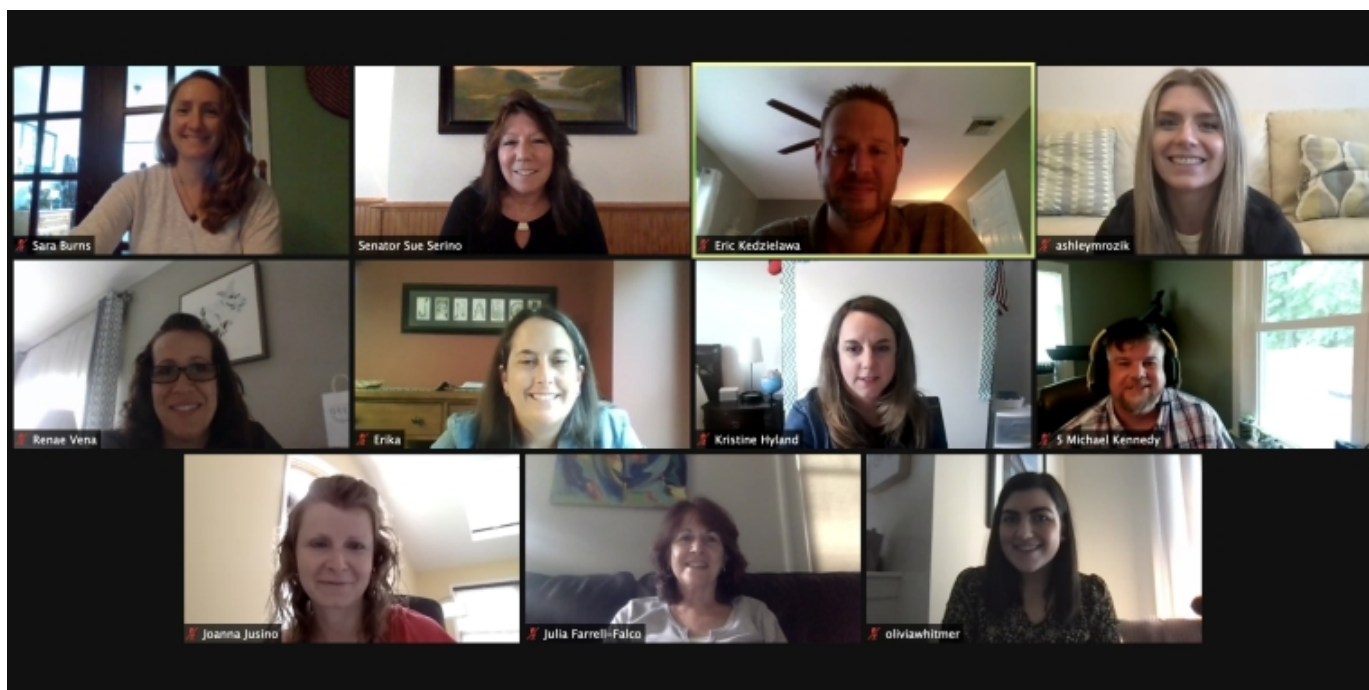 Sara Burns
Senator Sue Serino
Eric Kedzielawa
ashleymrozik
Renae Vena
Erika
Kristine Hyland
S Michael Kennedy
Joanna Jusino
Julia Farrell-Falco
oliviawhitmer